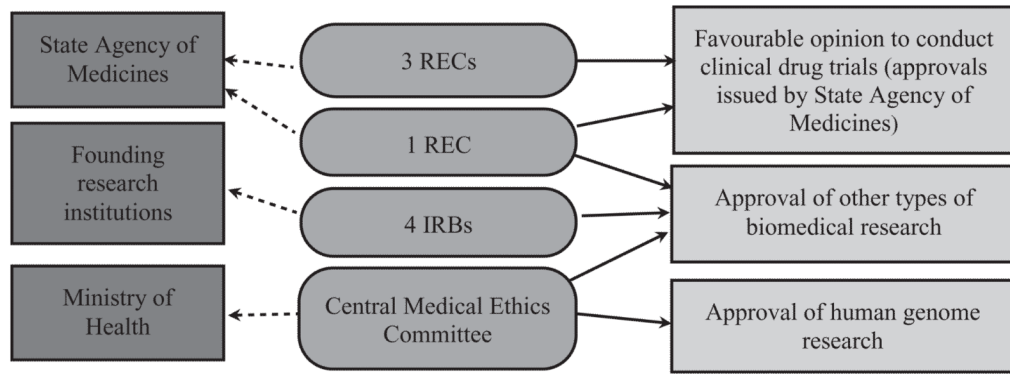 State Agency of
Medicines
Founding
research
institutions
Ministry of
Health
3 RECs
1 REC
4 IRBs
Central Medical Ethics
Committee
Favourable opinion to conduct
clinical drug trials (approvals
issued by State Agency of
Medicines)
Approval of other types of
biomedical research
Approval of human genome
research